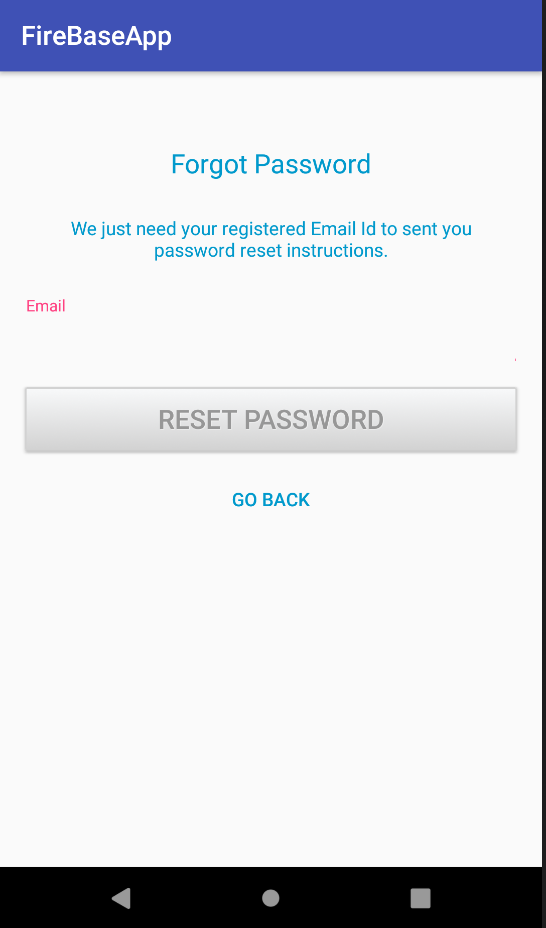 FireBaseApp
Forgot Password
We just need your registered Email Id to sent you
password reset instructions.
Email
RESET PASSWORD
GO BACK